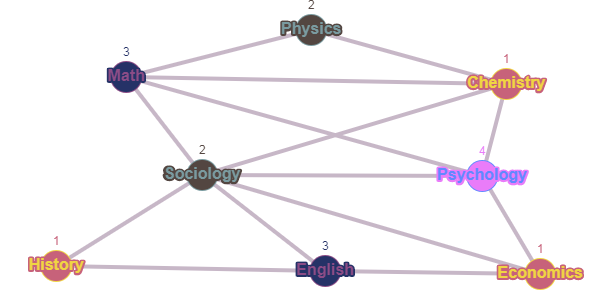 2
Physics
3
Math
1
Chemistry
2
Sociology
4
Psychology
1
History
3
English
1
Economics